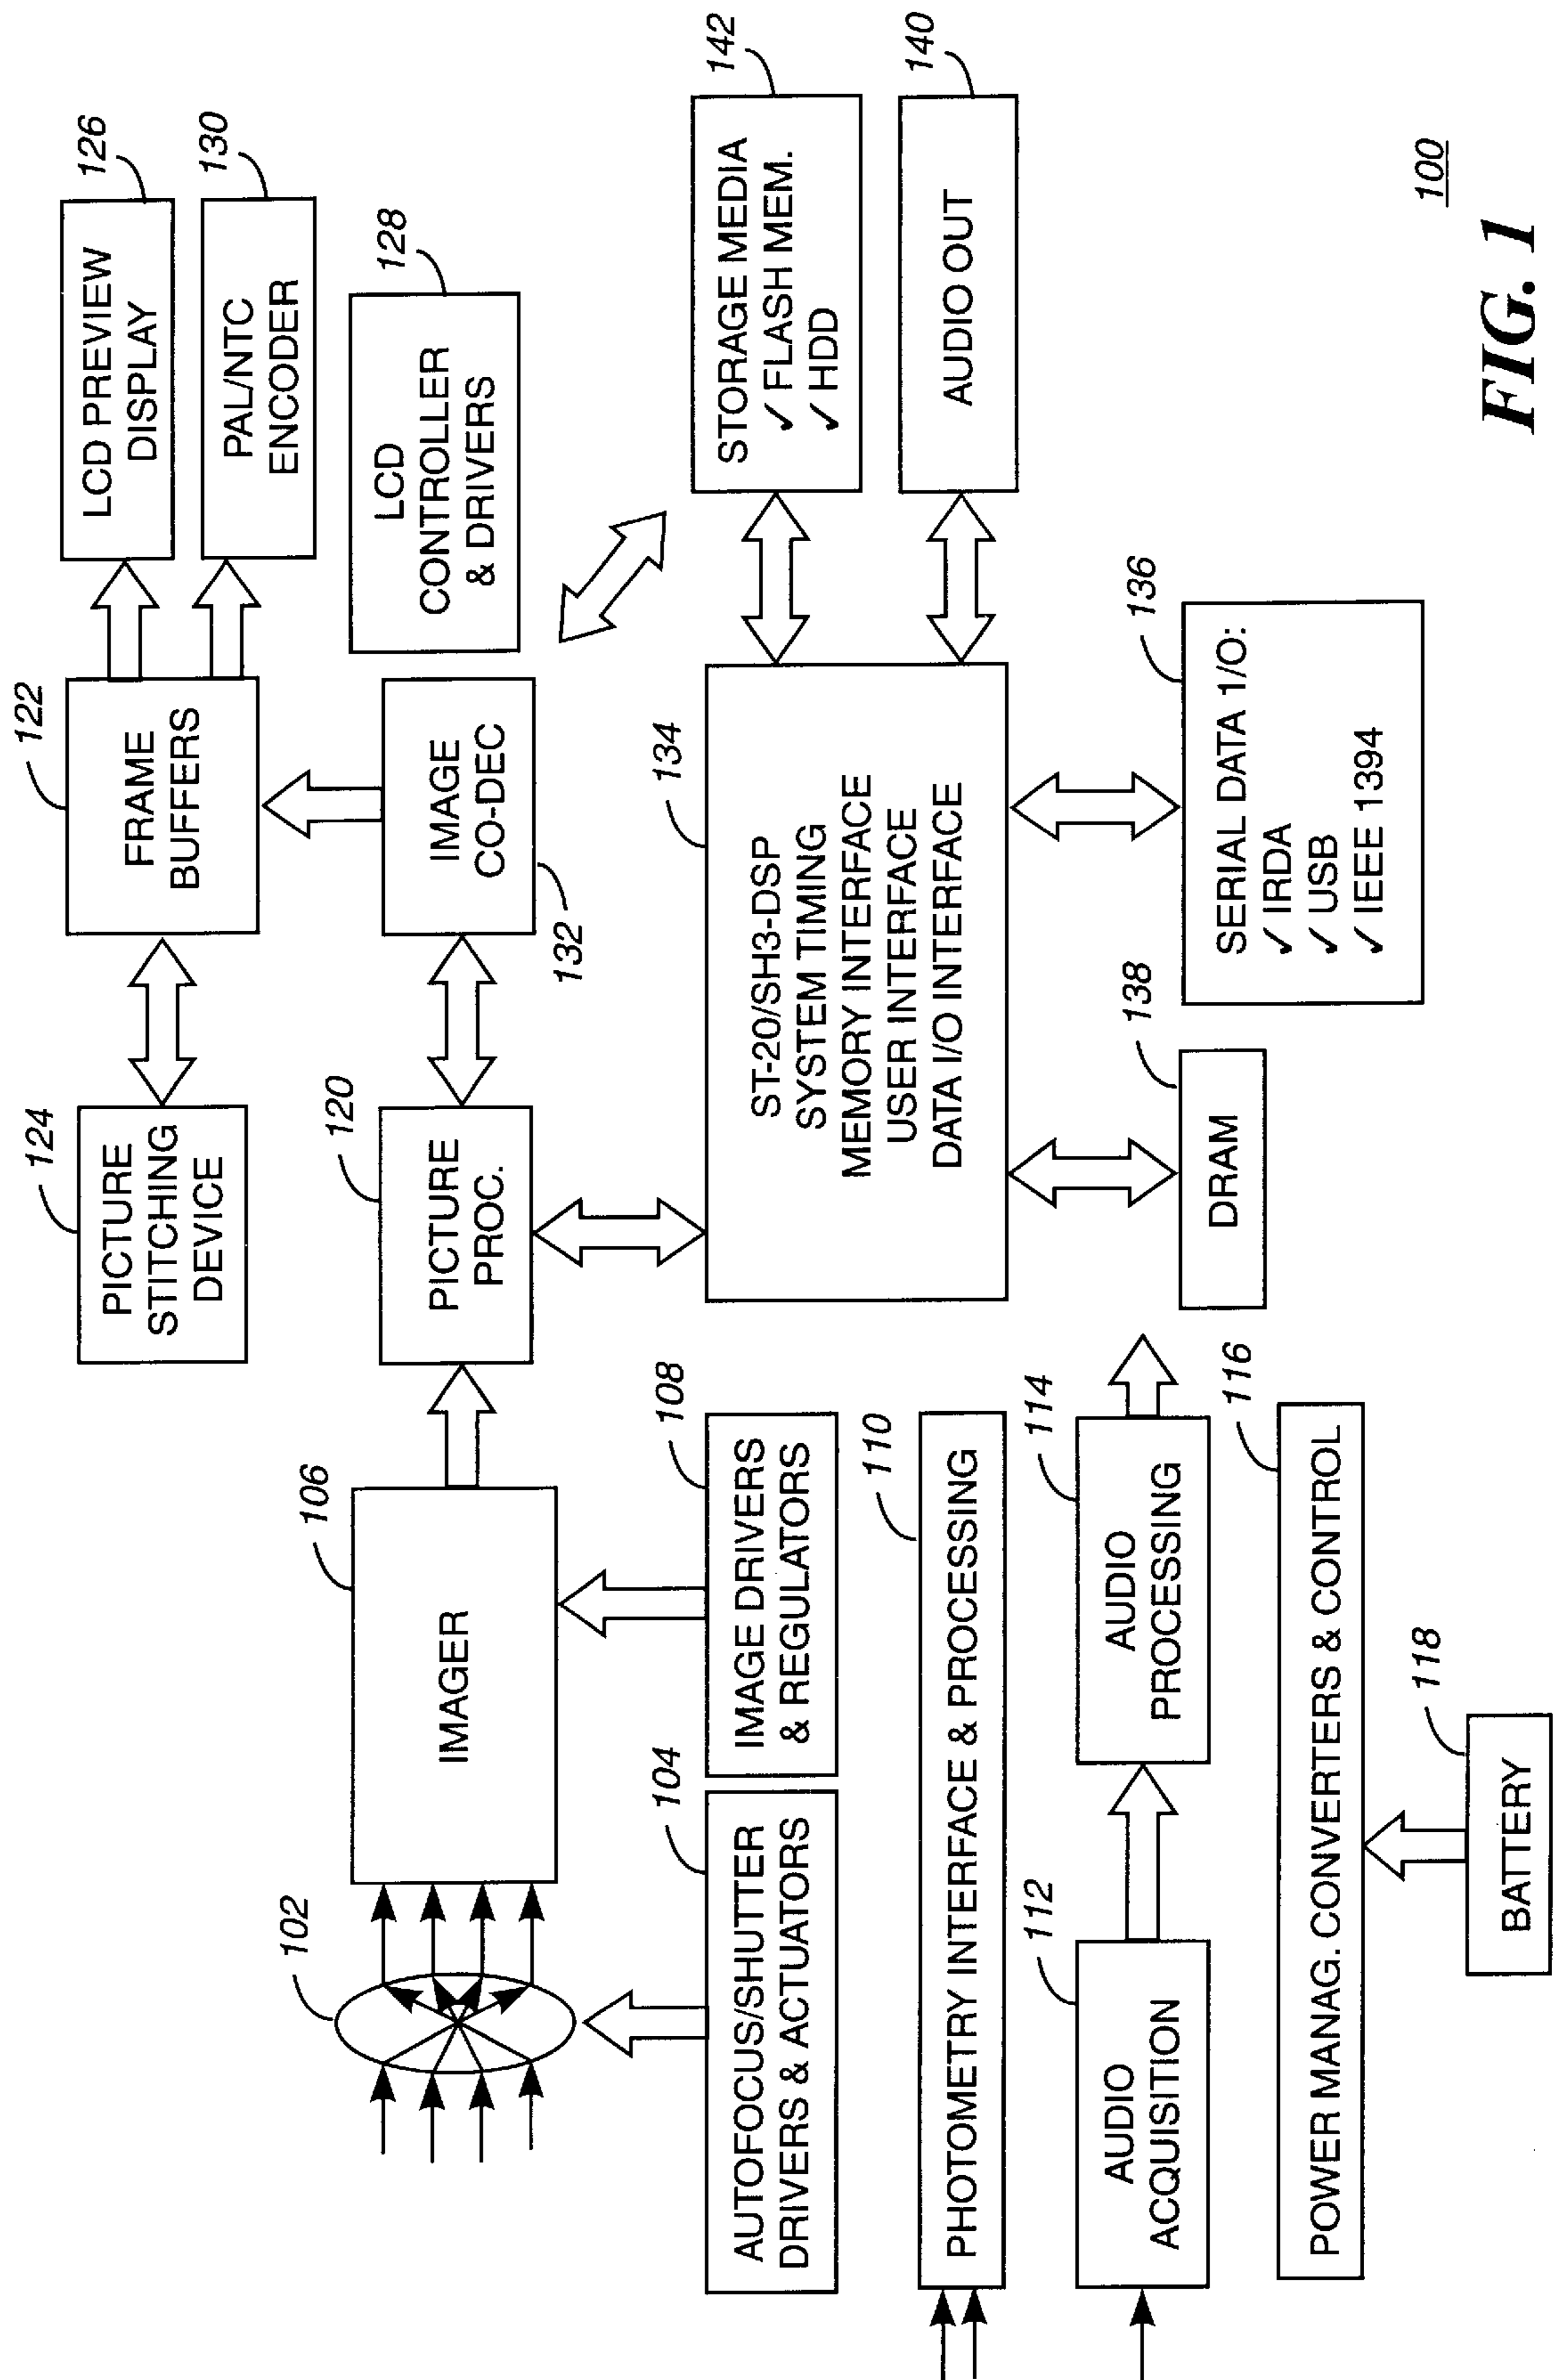 124
PICTURE
STITCHING
DEVICE
122
FRAME
BUFFERS
126
LCD PREVIEW
DISPLAY
130
PAL/NTC
ENCODER
102
106
IMAGER
120
PICTURE
PROC.
IMAGE
CO-DEC
132
128
LCD
CONTROLLER
& DRIVERS
104
AUTOFOCUS/SHUTTER
DRIVERS & ACTUATORS
108
IMAGE DRIVERS
& REGULATORS
110
PHOTOMETRY INTERFACE & PROCESSING
134
ST-20/SH3-DSP
SYSTEM TIMING
MEMORY INTERFACE
USER INTERFACE
DATA I/O INTERFACE
142
STORAGE MEDIA
✓ FLASH MEM.
✓ HDD
140
AUDIO OUT
112
AUDIO
ACQUISITION
114
AUDIO
PROCESSING
138
DRAM
136
SERIAL DATA 1/O:
✓ IRDA
✓ USB
✓ IEEE 1394
116
POWER MANAG. CONVERTERS & CONTROL
118
BATTERY
100
FIG. 1